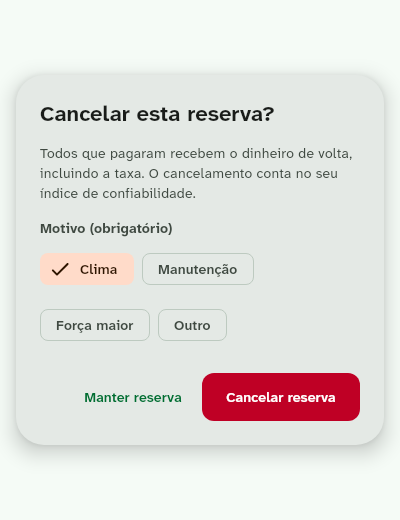 Cancelar esta reserva?
Todos que pagaram recebem o dinheiro de volta,
incluindo a taxa. O cancelamento conta no seu
índice de confiabilidade.
Motivo (obrigatório)
Clima
Manutenção
Força maior
Outro
Manter reserva
Cancelar reserva